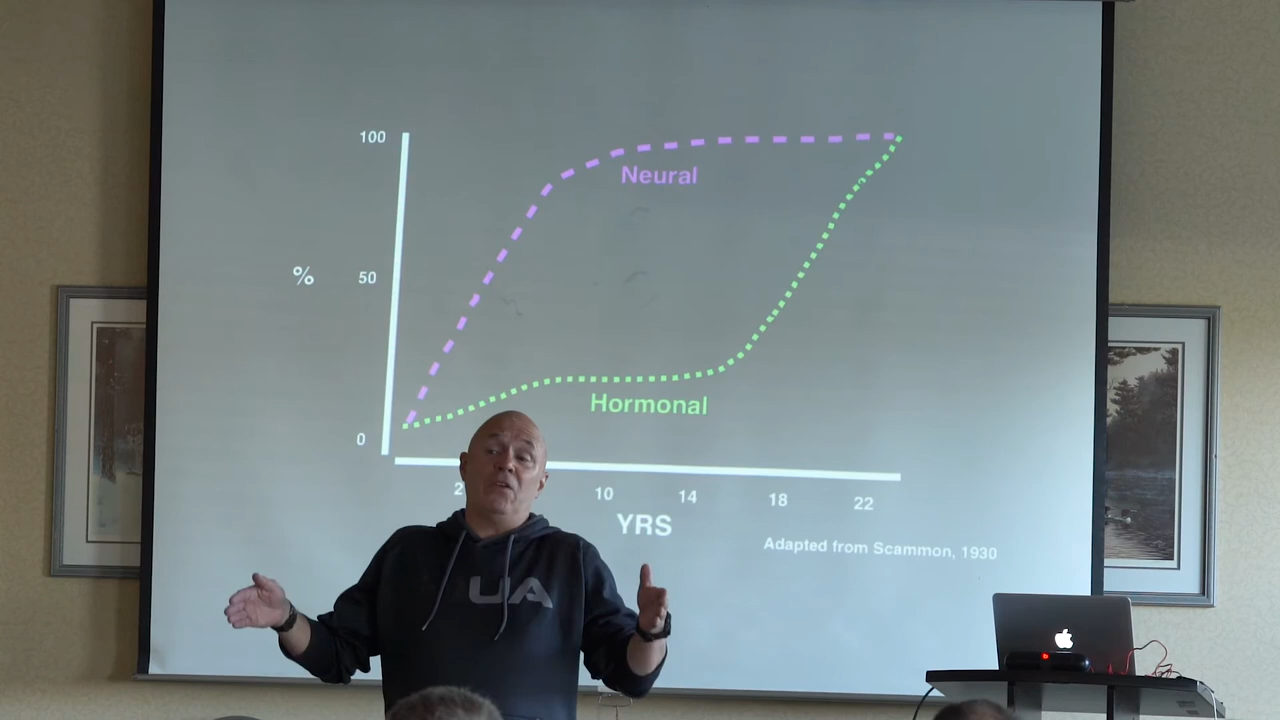 100
Neural
%
50
Hormonal
0
2
10
14
18
22
YRS
Adapted from Scammon, 1930
UA